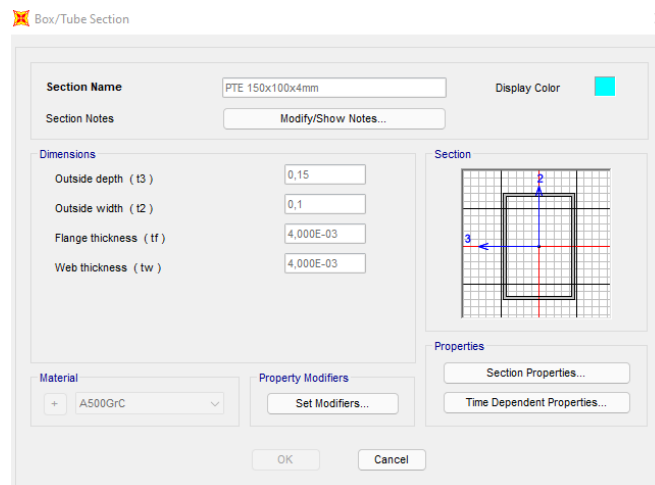 Box/Tube Section
Section Name
PTE 150x100x4mm
Display Color
Section Notes
Modify/Show Notes...
Dimensions
Outside depth ( t3 )
0,15
Outside width ( t2 )
0,1
Flange thickness ( tf )
4,000E-03
Web thickness ( tw )
4,000E-03
Section
2
3
Properties
Section Properties...
Time Dependent Properties...
Material
+
A500GrC
Property Modifiers
Set Modifiers...
OK
Cancel